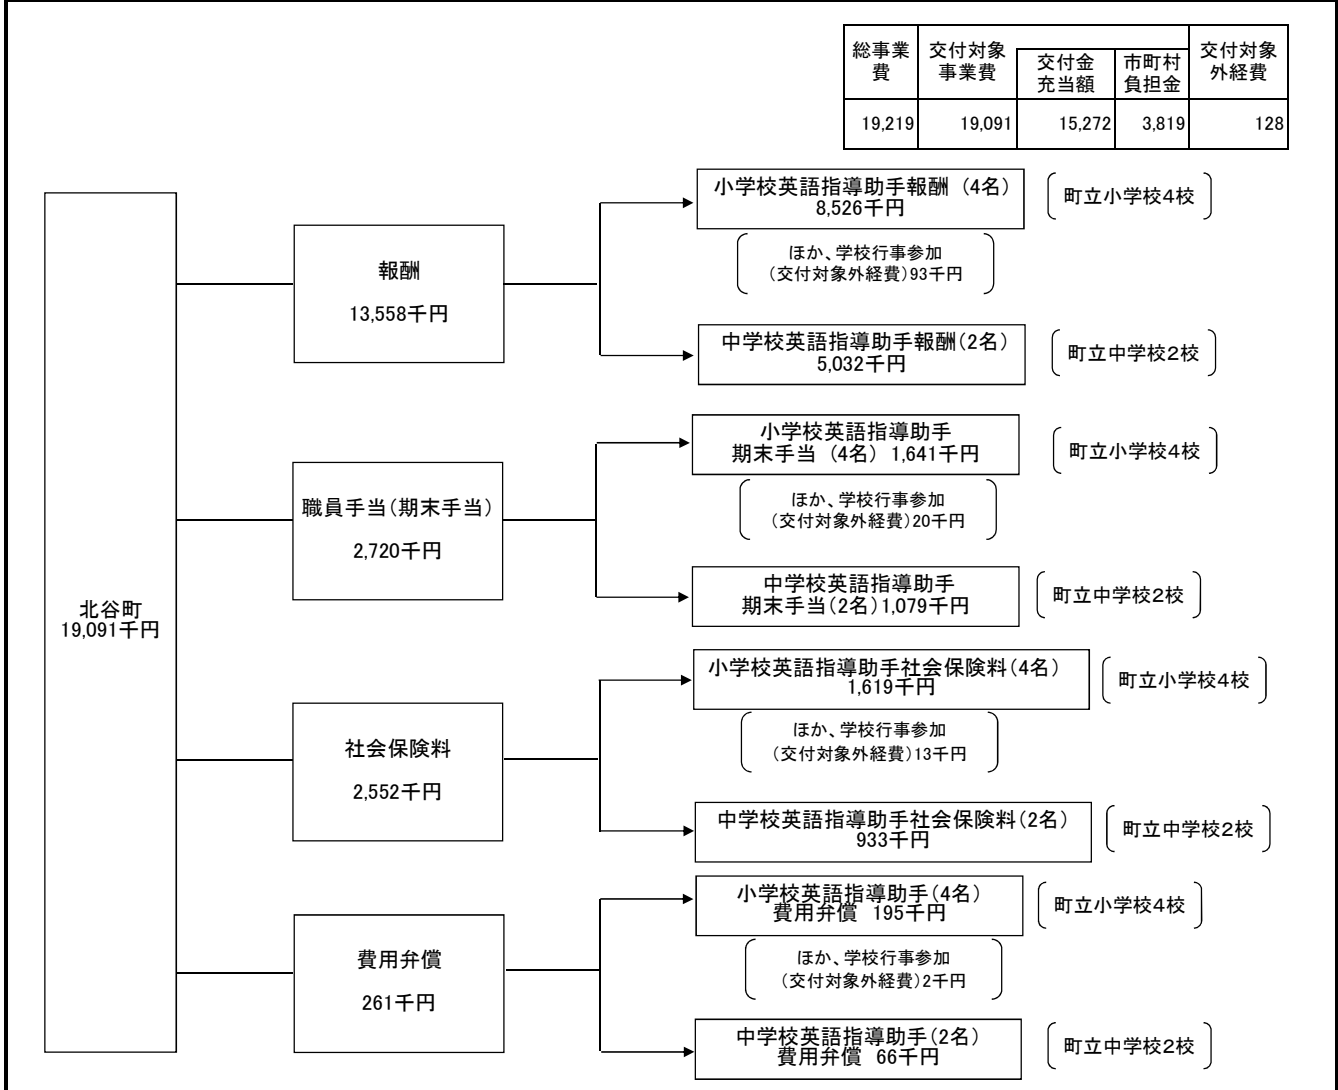 総事業
費
交付対象
事業費
交付金
充当額
市町村
負担金
交付対象
外経費
19,219
19,091
15,272
3,819
128
北谷町
19,091千円
報酬
13,558千円
小学校英語指導助手報酬（4名）
8,526千円
町立小学校4校
ほか、学校行事参加
（交付対象外経費）93千円
中学校英語指導助手報酬（2名）
5,032千円
町立中学校2校
職員手当（期末手当）
2,720千円
小学校英語指導助手
期末手当（4名）1,641千円
町立小学校4校
ほか、学校行事参加
（交付対象外経費）20千円
中学校英語指導助手
期末手当（2名）1,079千円
町立中学校2校
社会保険料
2,552千円
小学校英語指導助手社会保険料（4名）
1,619千円
町立小学校4校
ほか、学校行事参加
（交付対象外経費）13千円
中学校英語指導助手社会保険料（2名）
933千円
町立中学校2校
費用弁償
261千円
小学校英語指導助手（4名）
費用弁償 195千円
町立小学校4校
ほか、学校行事参加
（交付対象外経費）2千円
中学校英語指導助手（2名）
費用弁償 66千円
町立中学校2校